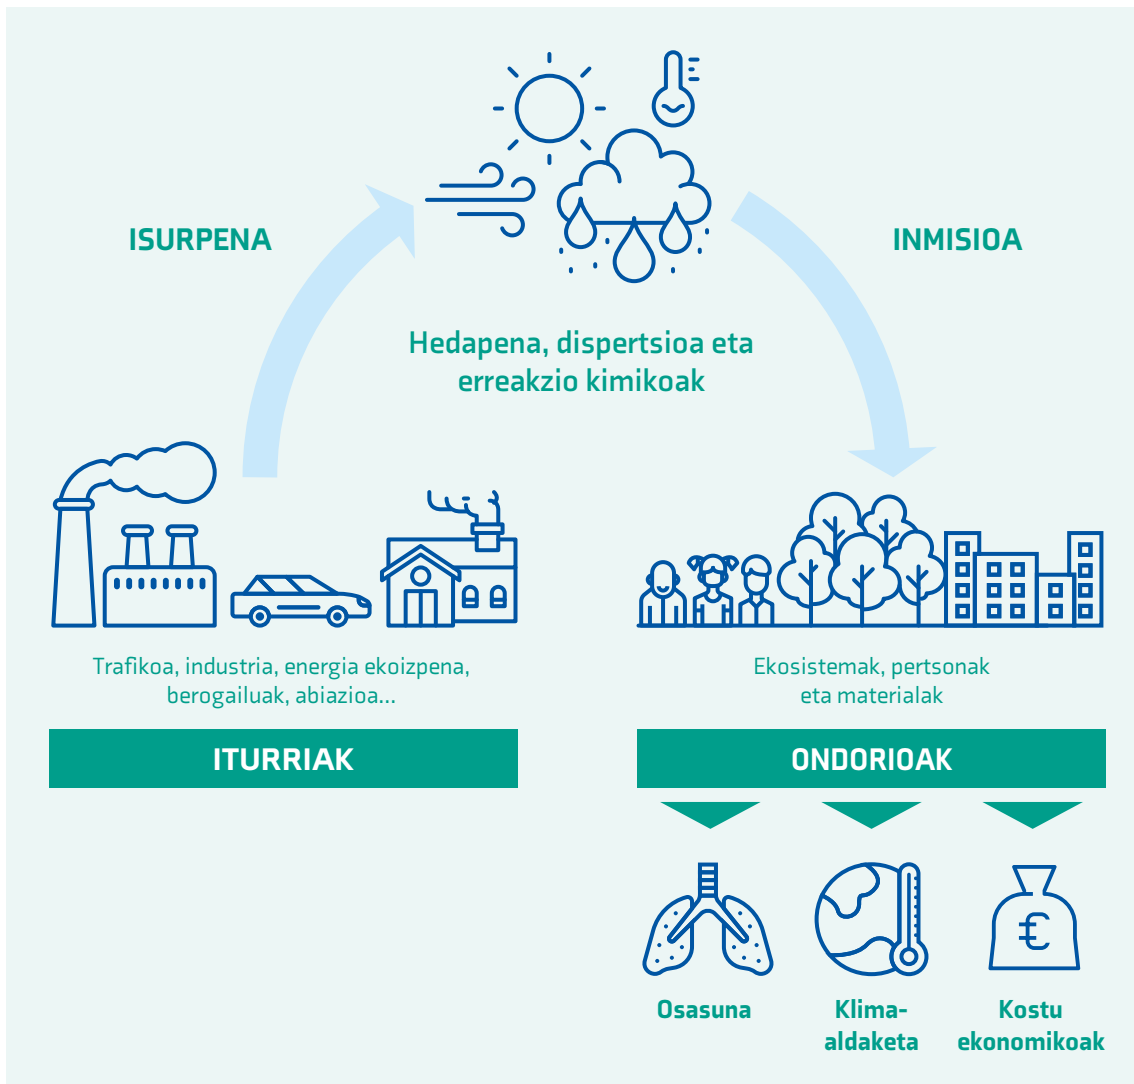 ISURPENA
INMISIOA
Hedapena, dispertsioa eta
erreakzio kimikoak
Trafikoa, industria, energia ekoizpena,
berogailuak, abiazioa...
ITURRIAK
Ekosistemak, pertsonak
eta materialak
ONDORIOAK
€
Osasuna
Klima-
aldaketa
Kostu
ekonomikoak